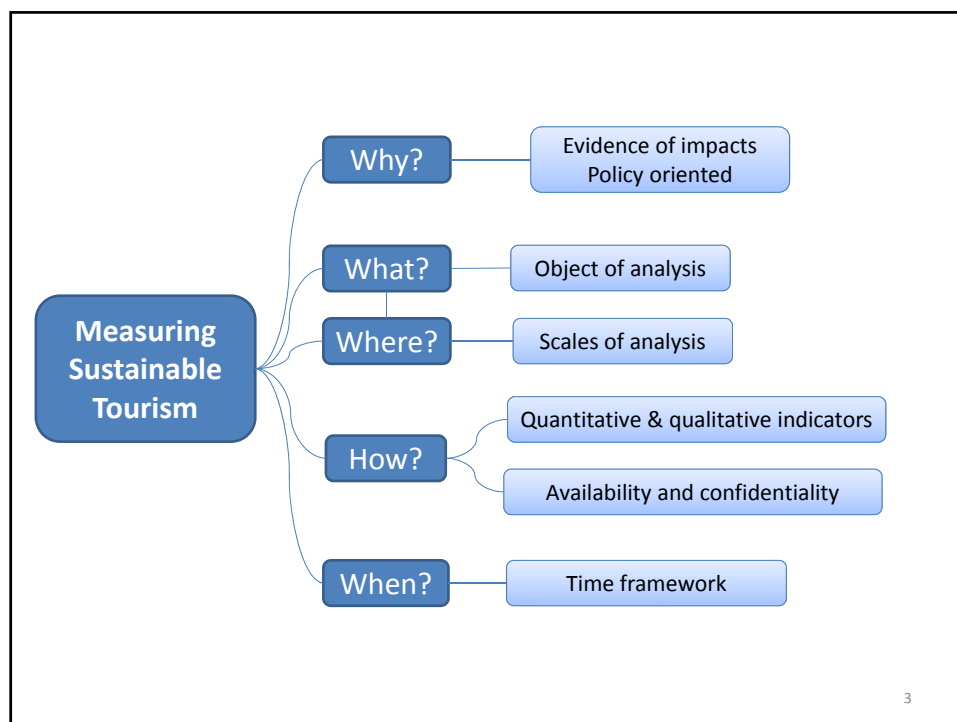 Measuring
Sustainable
Tourism
Why?
Evidence of impacts
Policy oriented
What?
Object of analysis
Where?
Scales of analysis
How?
Quantitative & qualitative indicators
Availability and confidentiality
When?
Time framework
3